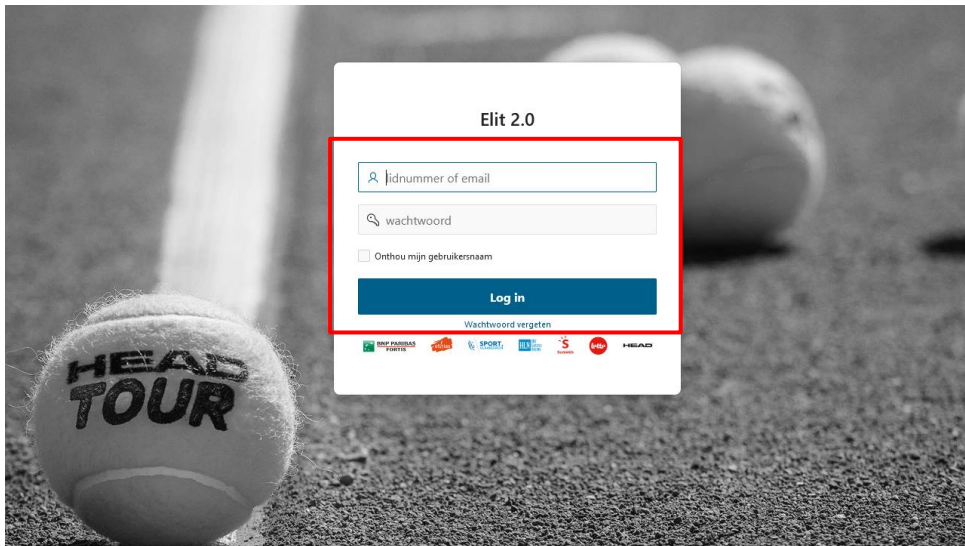 Elit 2.0
lidnummer of email
wachtwoord
Onthou mijn gebruikersnaam
Log in
Wachtwoord vergeten
BNP PARIBAS
FORTIS
SPORT.
HLN
S
HEAD
HEAD
TOUR